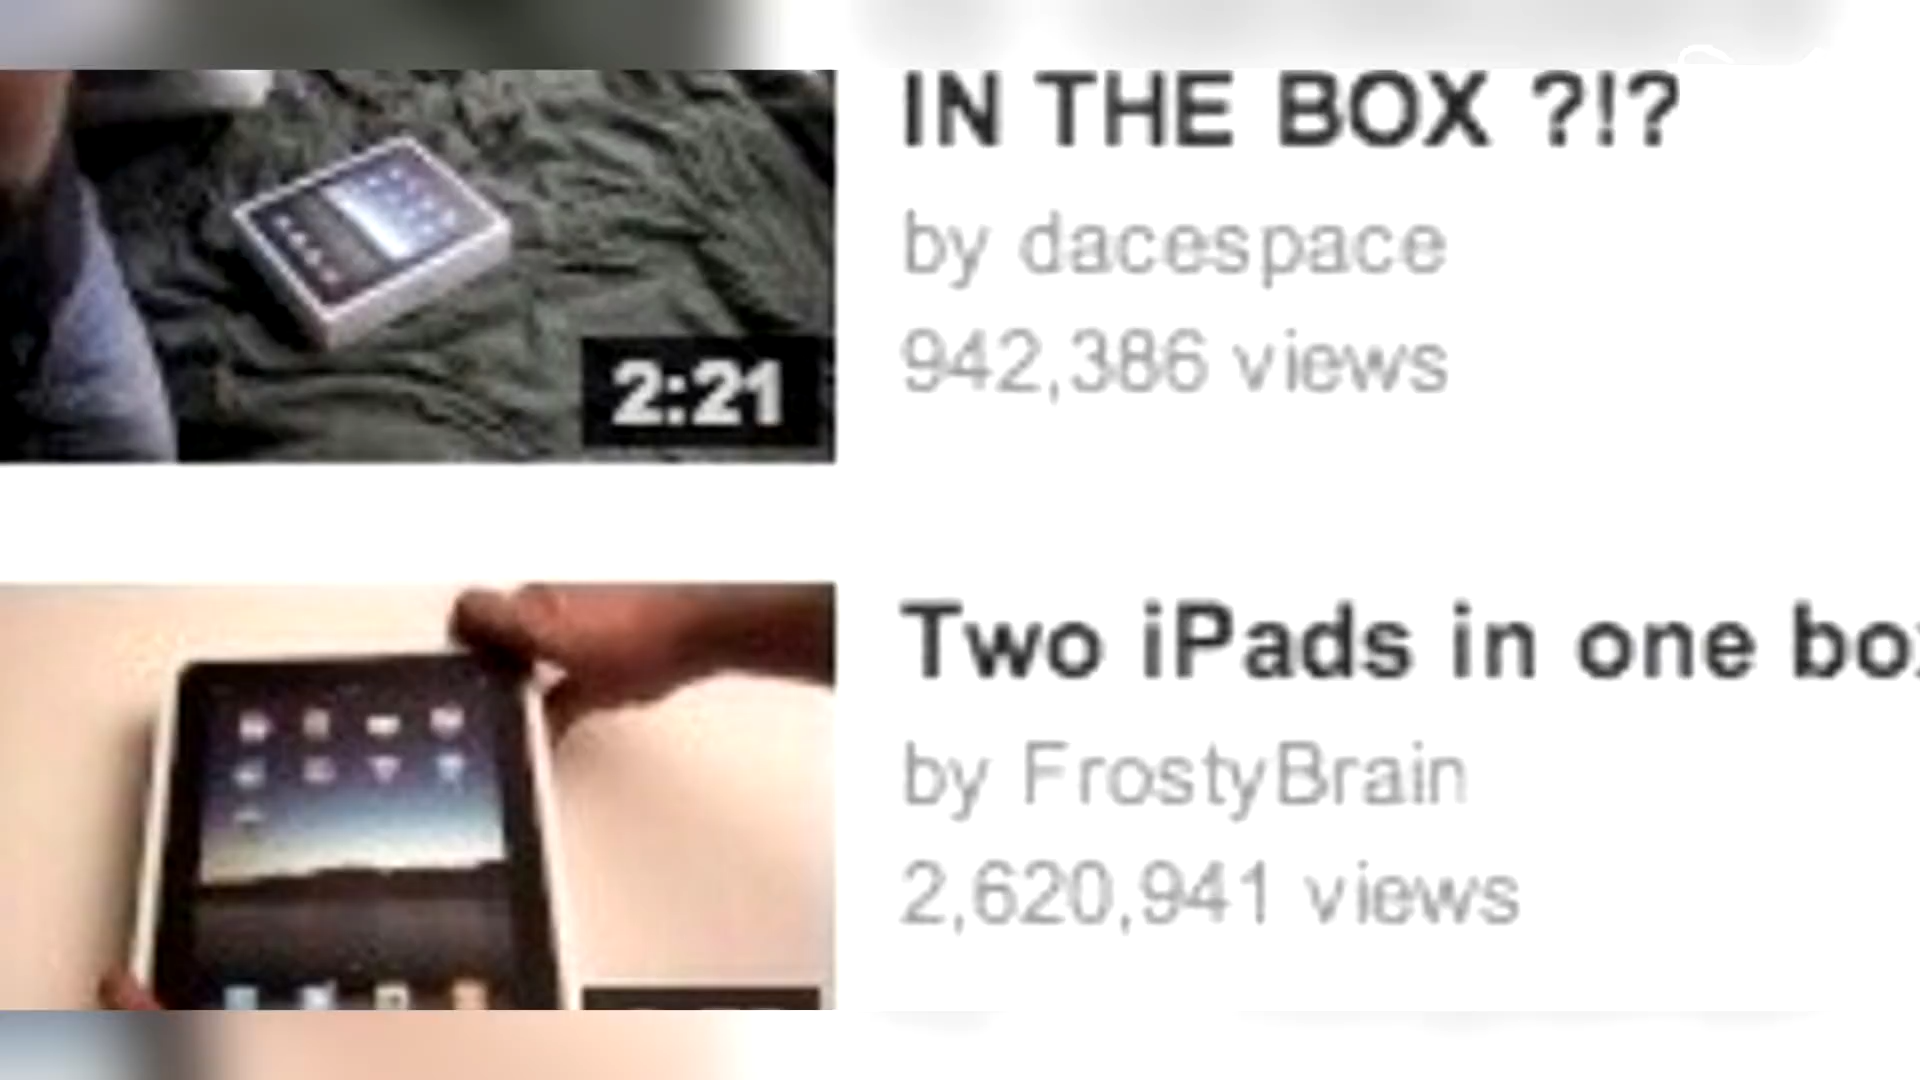 IN THE BOX ?!?
by dacespace
942,386 views
2:21
Two iPads in one box
by FrostyBrain
2,620,941 views